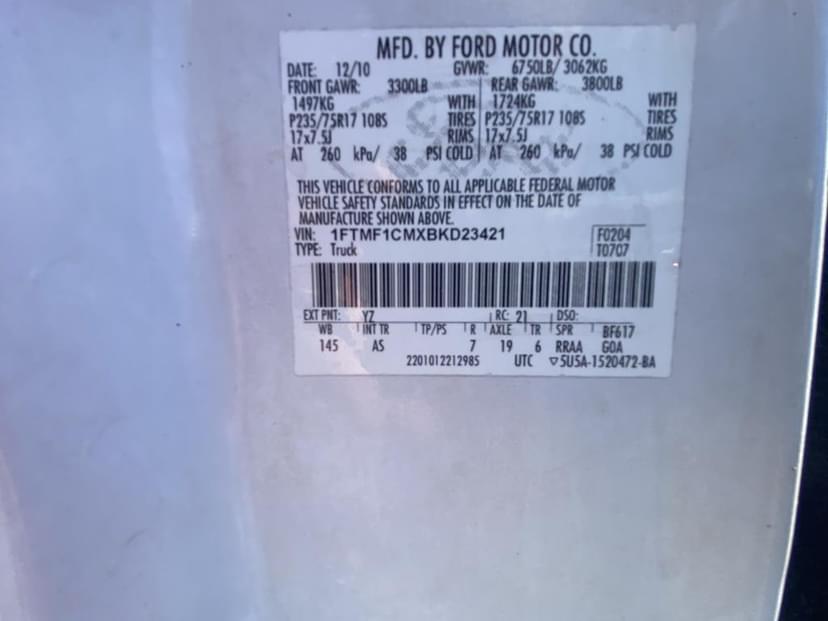 MFD. BY FORD MOTOR CO.
DATE: 12/10 GVWR: 6750LB/ 3062KG
FRONT GAWR: 3300LB REAR GAWR: 3800LB
1497KG WITH 1724KG WITH
P235/75R17 108S TIRES P235/75R17 108S TIRES
17x7.5J RIMS 17x7.5J RIMS
AT 260 kPa/ 38 PSI COLD AT 260 kPa/ 38 PSI COLD
THIS VEHICLE CONFORMS TO ALL APPLICABLE FEDERAL MOTOR
VEHICLE SAFETY STANDARDS IN EFFECT ON THE DATE OF
MANUFACTURE SHOWN ABOVE.
VIN: 1FTMF1CMXBKD23421 F0204
TYPE: Truck T0707
EXT PNT: YZ RC: 21 DSO:
WB INT TR TP/PS R AXLE TR SPR BF617
145 AS 7 19 6 RRAA GOA
2201012212985 UTC ▽5U5A-1520472-BA